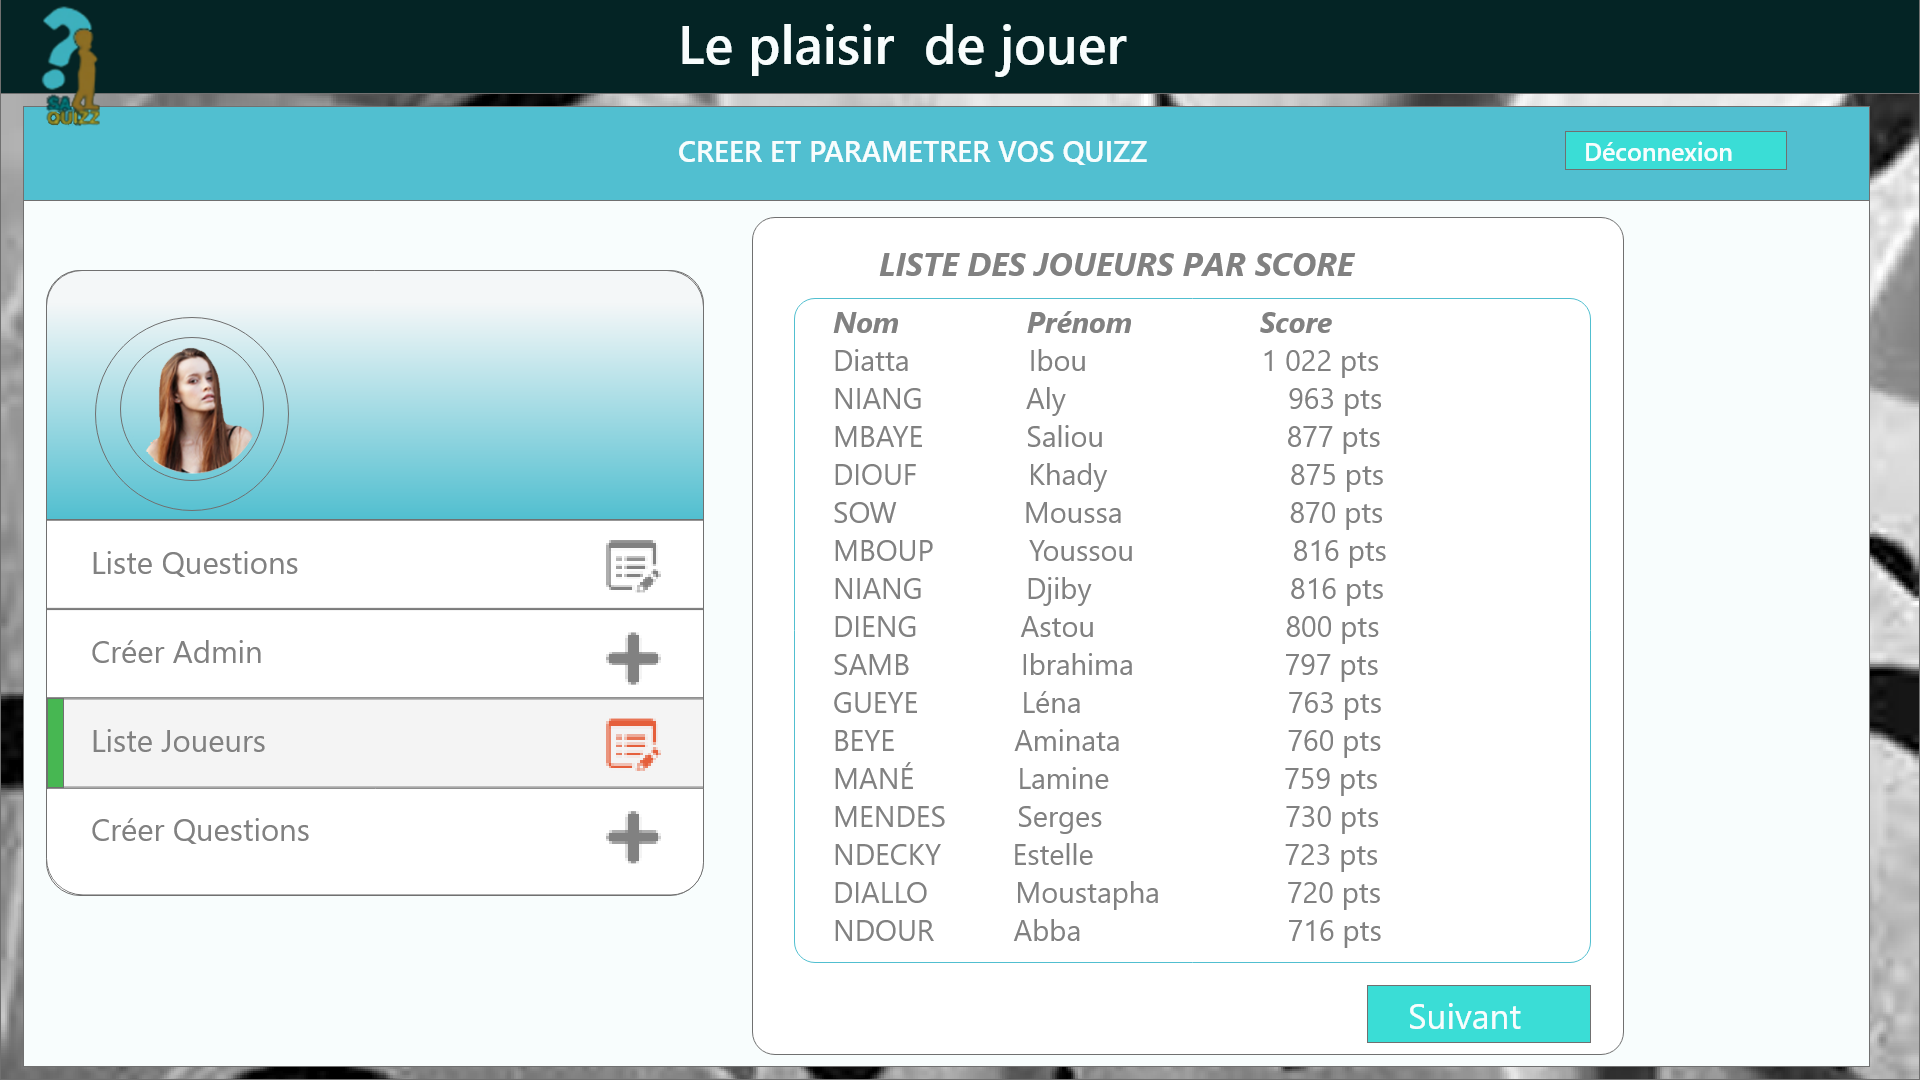 Le plaisir de jouer
SA
QUIZZ
CREER ET PARAMETRER VOS QUIZZ
Déconnexion
Liste Questions
Créer Admin
Liste Joueurs
Créer Questions
LISTE DES JOUEURS PAR SCORE
Nom Prénom Score
Diatta Ibou 1 022 pts
NIANG Aly 963 pts
MBAYE Saliou 877 pts
DIOUF Khady 875 pts
SOW Moussa 870 pts
MBOUP Youssou 816 pts
NIANG Djiby 816 pts
DIENG Astou 800 pts
SAMB Ibrahima 797 pts
GUEYE Léna 763 pts
BEYE Aminata 760 pts
MANÉ Lamine 759 pts
MENDES Serges 730 pts
NDECKY Estelle 723 pts
DIALLO Moustapha 720 pts
NDOUR Abba 716 pts
Suivant